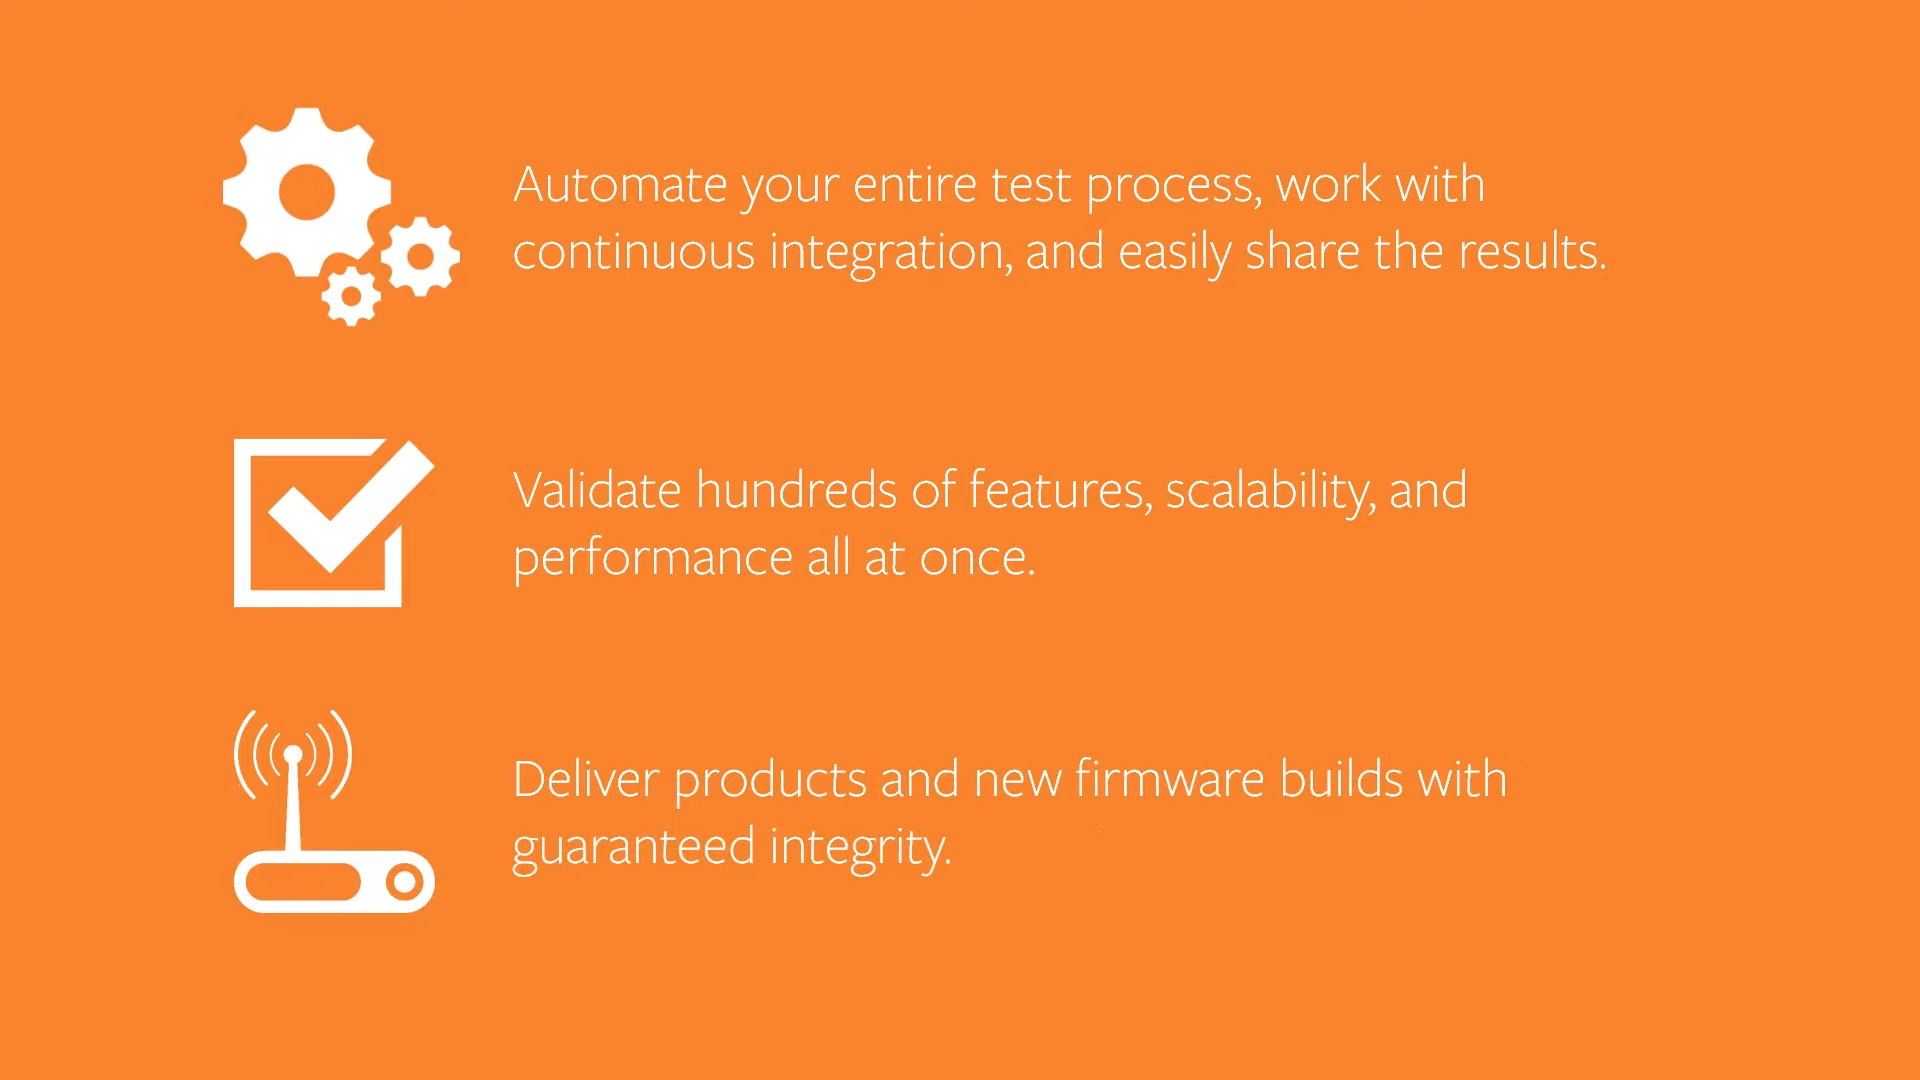 Automate your entire test process, work with
continuous integration, and easily share the results.
Validate hundreds of features, scalability, and
performance all at once.
Deliver products and new firmware builds with
guaranteed integrity.